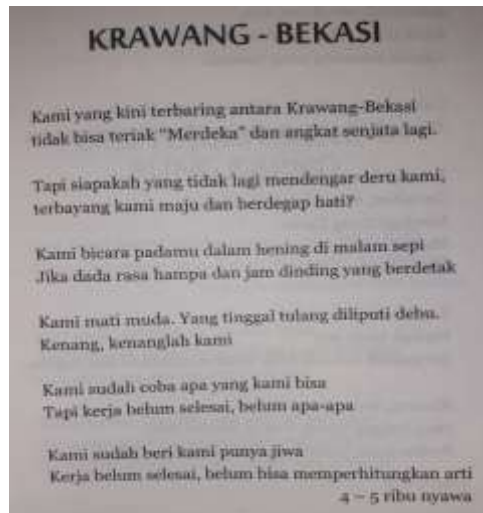 KRAWANG - BEKASI
Kami yang kini terbaring antara Krawang-Bekasi
tidak bisa teriak "Merdeka" dan angkat senjata lagi.
Tapi siapakah yang tidak lagi mendengar deru kami,
terbayang kami maju dan berdegap hati?
Kami bicara padamu dalam hening di malam sepi
Jika dada rasa hampa dan jam dinding yang berdetak
Kami mati muda. Yang tinggal tulang diliputi debu.
Kenang, kenanglah kami
Kami sudah coba apa yang kami bisa
Tapi kerja belum selesai, belum apa-apa
Kami sudah beri kami punya jiwa
Kerja belum selesai, belum bisa memperhitungkan arti
4 – 5 ribu nyawa